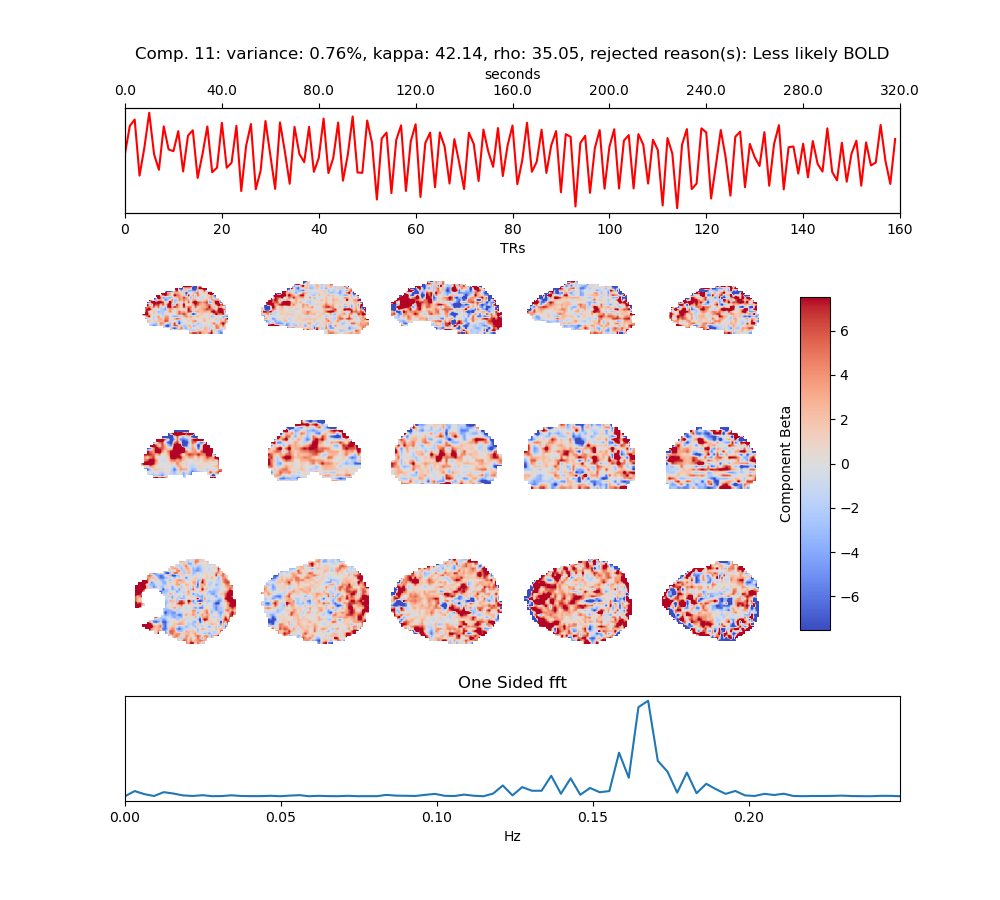 Comp. 11: variance: 0.76%, kappa: 42.14, rho: 35.05, rejected reason(s): Less likely BOLD
seconds
0.0 40.0 80.0 120.0 160.0 200.0 240.0 280.0 320.0
0 20 40 60 80 100 120 140 160
TRs
6
4
2
0
−2
−4
−6
Component Beta
One Sided fft
0.00 0.05 0.10 0.15 0.20
Hz